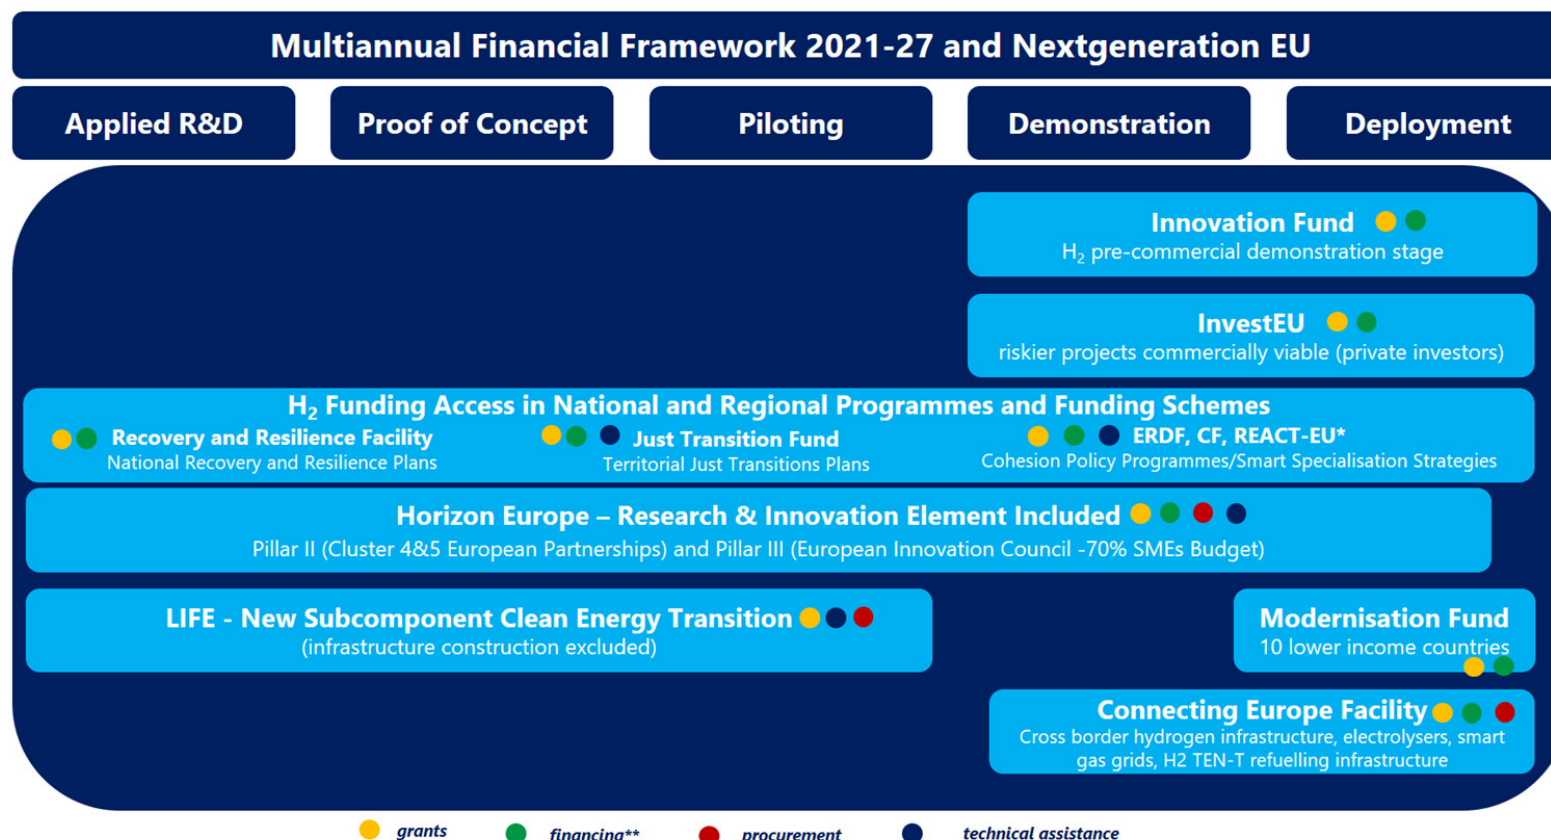 Multiannual Financial Framework 2021-27 and Nextgeneration EU
Applied R&D
Proof of Concept
Piloting
Demonstration
Deployment
Innovation Fund
H₂ pre-commercial demonstration stage
InvestEU
riskier projects commercially viable (private investors)
H₂ Funding Access in National and Regional Programmes and Funding Schemes
Recovery and Resilience Facility
National Recovery and Resilience Plans
Just Transition Fund
Territorial Just Transitions Plans
ERDF, CF, REACT-EU*
Cohesion Policy Programmes/Smart Specialisation Strategies
Horizon Europe – Research & Innovation Element Included
Pillar II (Cluster 4&5 European Partnerships) and Pillar III (European Innovation Council -70% SMEs Budget)
LIFE - New Subcomponent Clean Energy Transition
(infrastructure construction excluded)
Modernisation Fund
10 lower income countries
Connecting Europe Facility
Cross border hydrogen infrastructure, electrolysers, smart
gas grids, H2 TEN-T refuelling infrastructure
grants
financing**
procurement
technical assistance